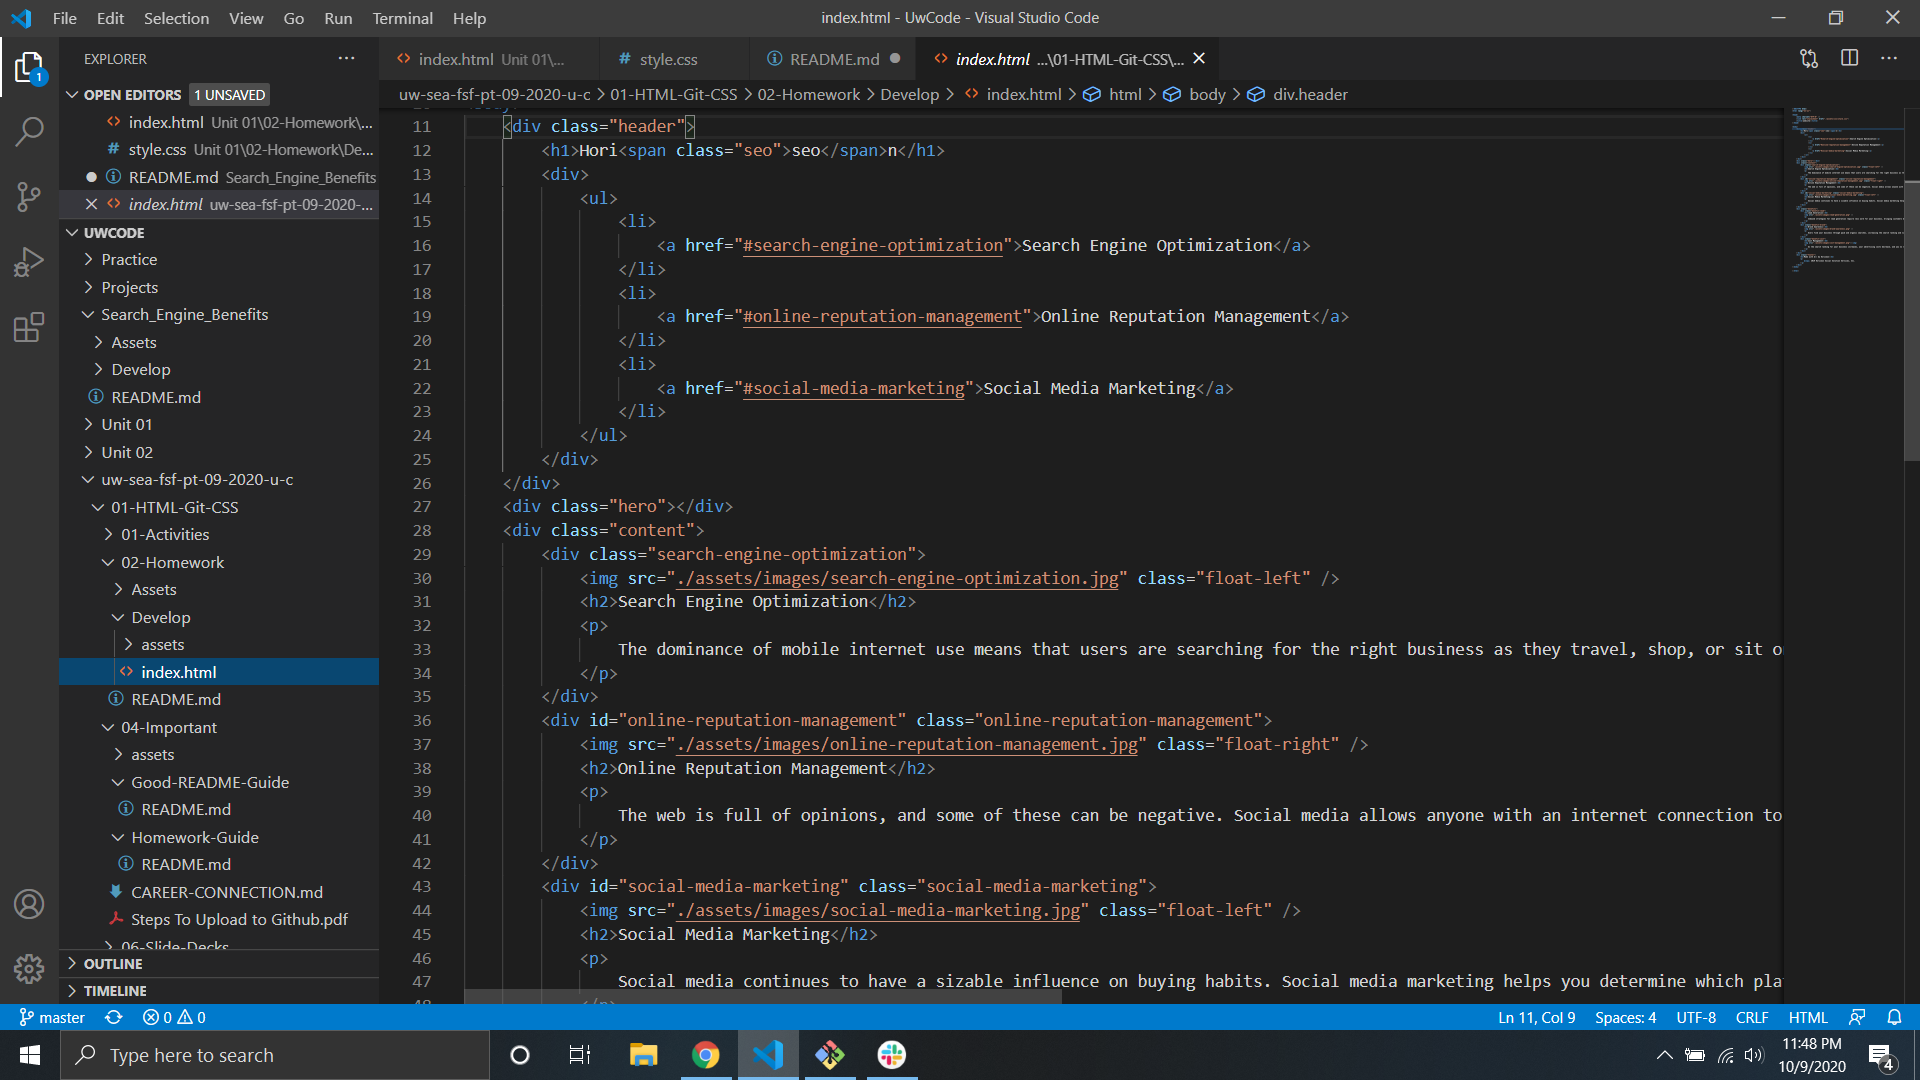 File Edit Selection View Go Run Terminal Help
index.html - UwCode - Visual Studio Code
EXPLORER
OPEN EDITORS 1 UNSAVED
index.html Unit 01\02-Homework\...
style.css Unit 01\02-Homework\De...
README.md Search_Engine_Benefits
index.html uw-sea-fsf-pt-09-2020-...
UWCODE
Practice
Projects
Search_Engine_Benefits
Assets
Develop
README.md
Unit 01
Unit 02
uw-sea-fsf-pt-09-2020-u-c
01-HTML-Git-CSS
01-Activities
02-Homework
Assets
Develop
assets
index.html
README.md
04-Important
assets
Good-README-Guide
README.md
Homework-Guide
README.md
CAREER-CONNECTION.md
Steps To Upload to Github.pdf
06-Slide-Decks
OUTLINE
TIMELINE
1
index.html Unit 01\...
# style.css
README.md
index.html ...\01-HTML-Git-CSS\...
uw-sea-fsf-pt-09-2020-u-c > 01-HTML-Git-CSS > 02-Homework > Develop > index.html > html > body > div.header
11 <div class="header">
12 <h1>Hori<span class="seo">seo</span>n</h1>
13 <div>
14 <ul>
15 <li>
16 <a href="#search-engine-optimization">Search Engine Optimization</a>
17 </li>
18 <li>
19 <a href="#online-reputation-management">Online Reputation Management</a>
20 </li>
21 <li>
22 <a href="#social-media-marketing">Social Media Marketing</a>
23 </li>
24 </ul>
25 </div>
26 </div>
27 <div class="hero"></div>
28 <div class="content">
29 <div class="search-engine-optimization">
30 <img src="./assets/images/search-engine-optimization.jpg" class="float-left" />
31 <h2>Search Engine Optimization</h2>
32 <p>
33 The dominance of mobile internet use means that users are searching for the right business as they travel, shop, or sit o
34 </p>
35 </div>
36 <div id="online-reputation-management" class="online-reputation-management">
37 <img src="./assets/images/online-reputation-management.jpg" class="float-right" />
38 <h2>Online Reputation Management</h2>
39 <p>
40 The web is full of opinions, and some of these can be negative. Social media allows anyone with an internet connection to
41 </p>
42 </div>
43 <div id="social-media-marketing" class="social-media-marketing">
44 <img src="./assets/images/social-media-marketing.jpg" class="float-left" />
45 <h2>Social Media Marketing</h2>
46 <p>
47 Social media continues to have a sizable influence on buying habits. Social media marketing helps you determine which pla
48 </p>
master 0 0 Ln 11, Col 9 Spaces: 4 UTF-8 CRLF HTML
Type here to search
11:48 PM
10/9/2020
4